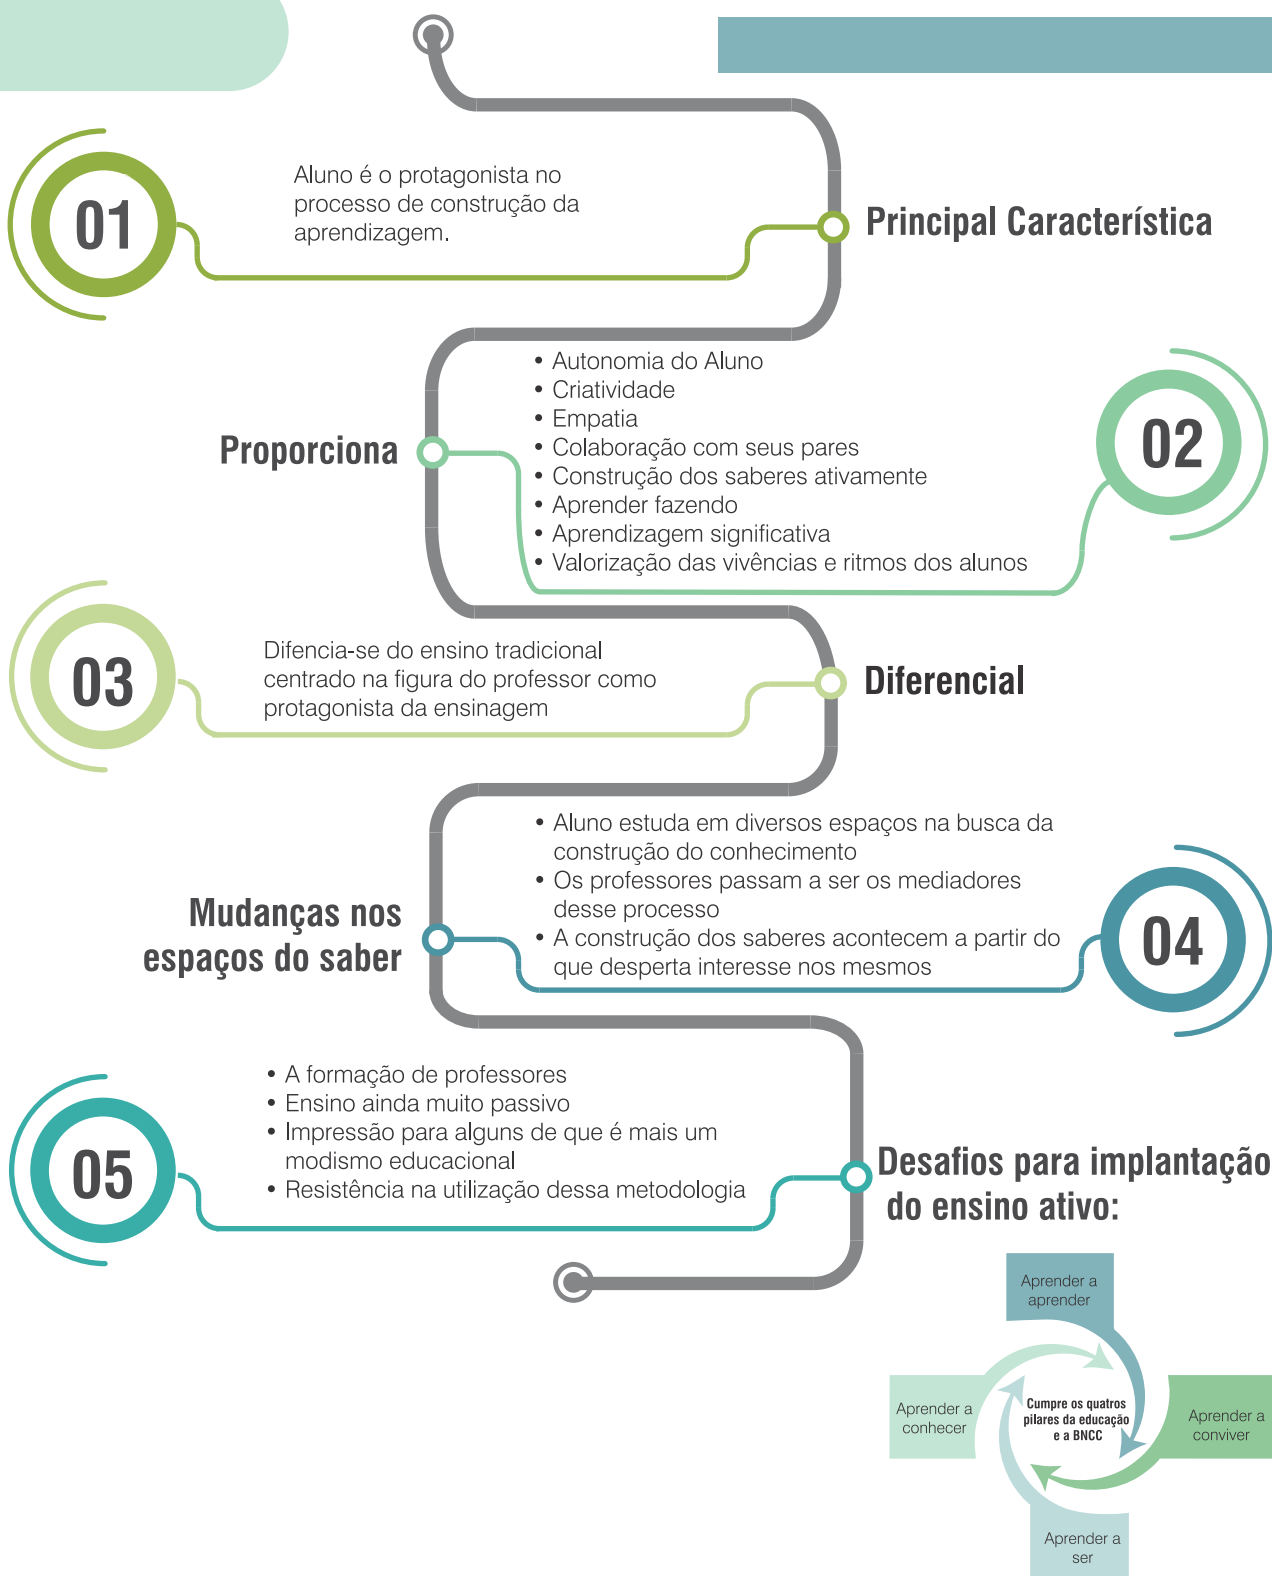 01
Aluno é o protagonista no
processo de construção da
aprendizagem.
Principal Característica
Proporciona
• Autonomia do Aluno
• Criatividade
• Empatia
• Colaboração com seus pares
• Construção dos saberes ativamente
• Aprender fazendo
• Aprendizagem significativa
• Valorização das vivências e ritmos dos alunos
02
03
Difencia-se do ensino tradicional
centrado na figura do professor como
protagonista da ensinagem
Diferencial
Mudanças nos
espaços do saber
• Aluno estuda em diversos espaços na busca da
construção do conhecimento
• Os professores passam a ser os mediadores
desse processo
• A construção dos saberes acontecem a partir do
que desperta interesse nos mesmos
04
05
• A formação de professores
• Ensino ainda muito passivo
• Impressão para alguns de que é mais um
modismo educacional
• Resistência na utilização dessa metodologia
Desafios para implantação
do ensino ativo:
Aprender a
aprender
Aprender a
conhecer
Cumpre os quatros
pilares da educação
e a BNCC
Aprender a
conviver
Aprender a
ser